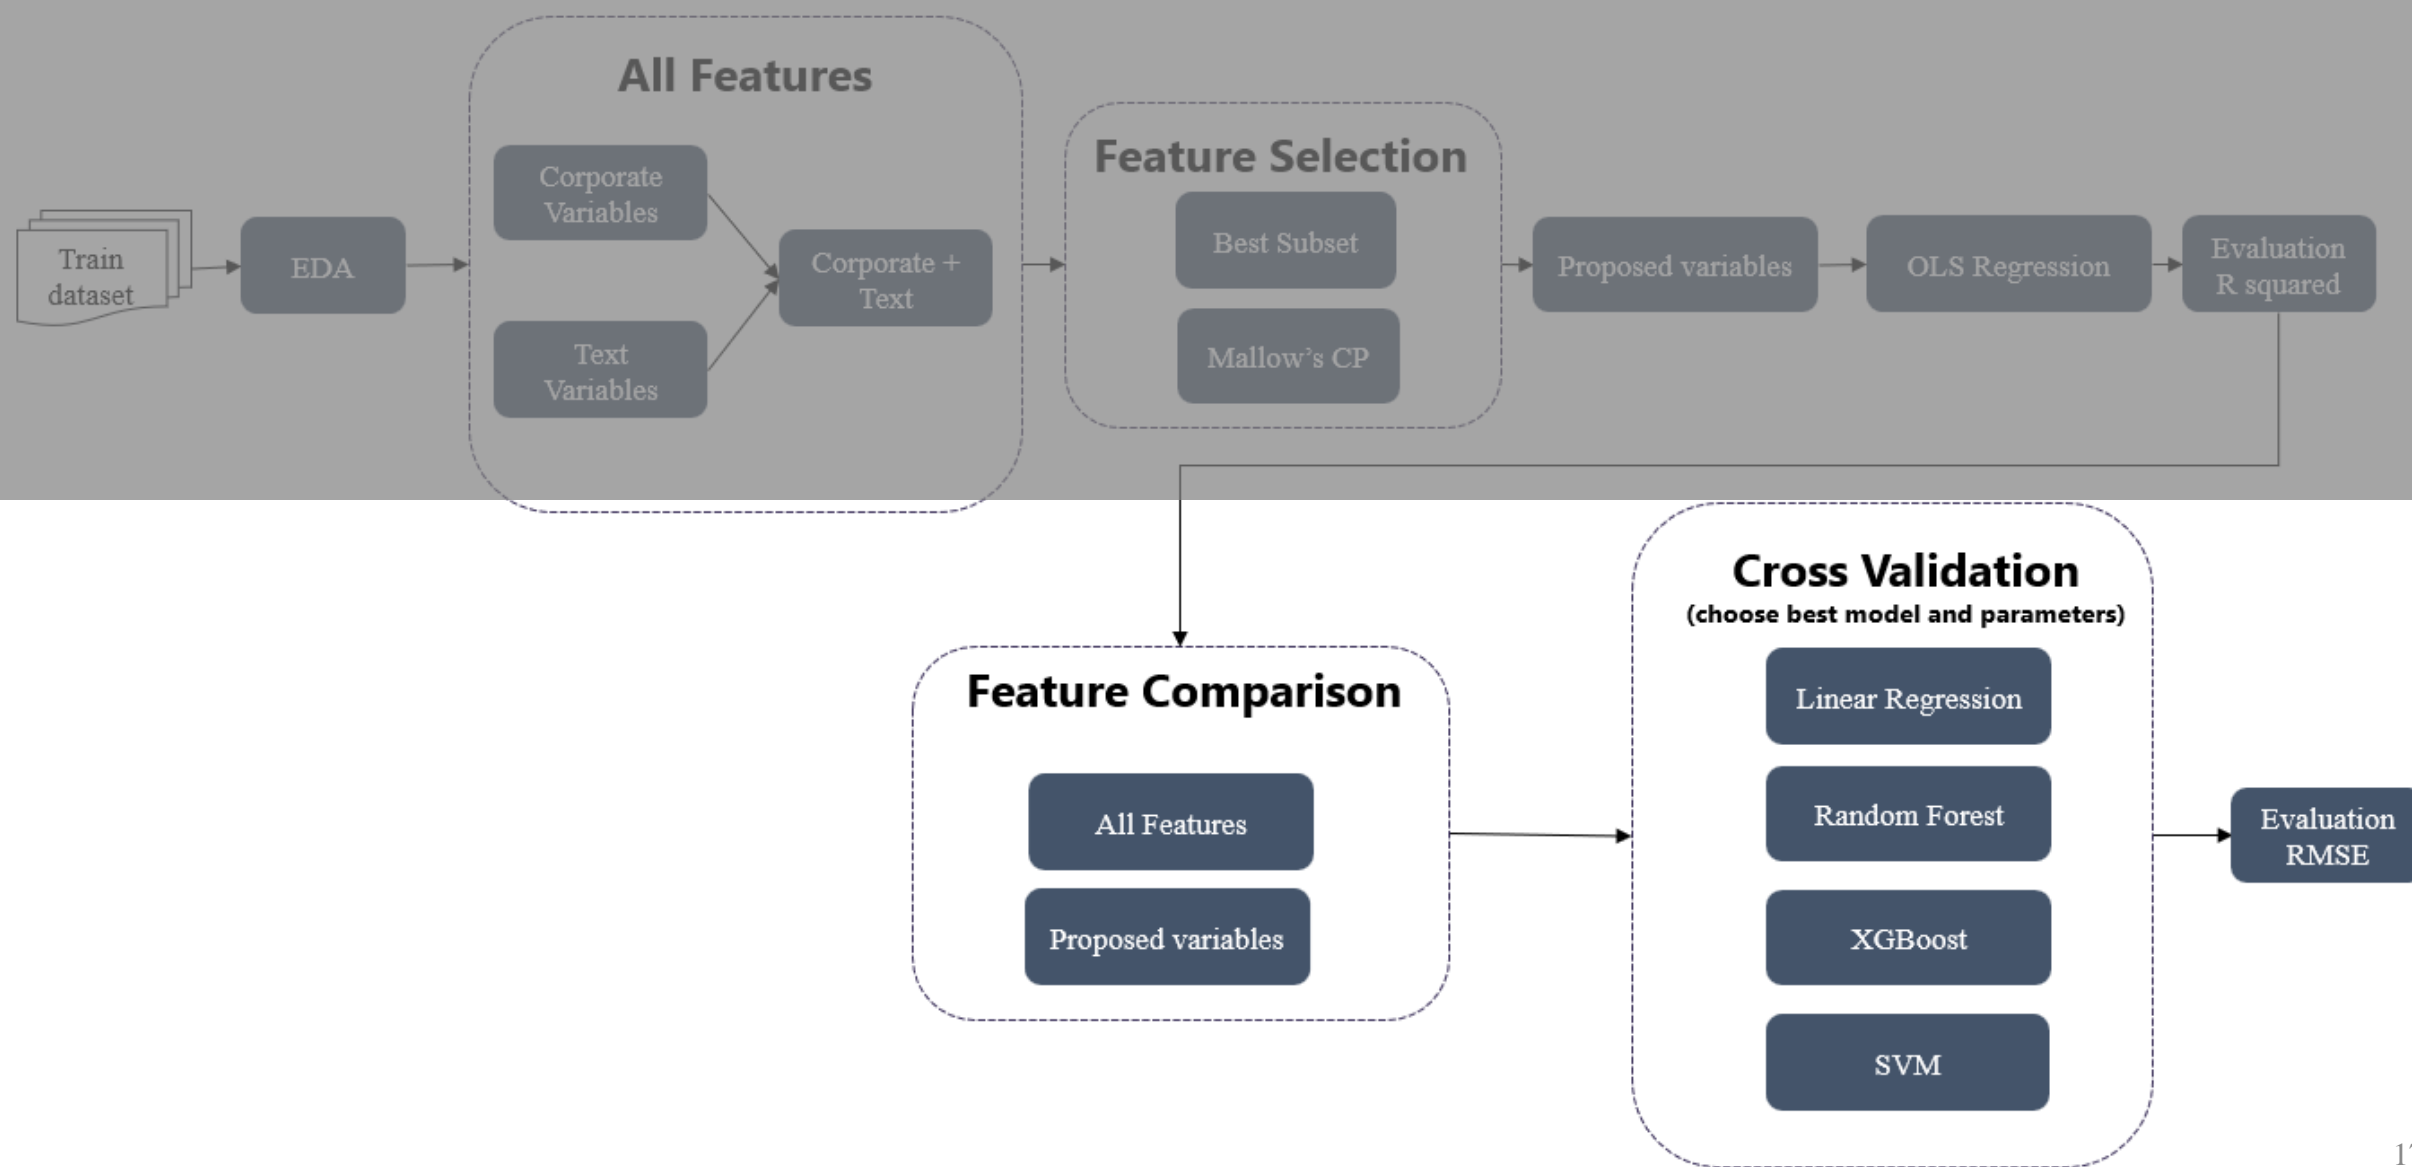 All Features
Feature Selection
Train
dataset
EDA
Corporate
Variables
Text
Variables
Corporate +
Text
Best Subset
Mallow’s CP
Proposed variables
OLS Regression
Evaluation
R squared
Feature Comparison
All Features
Proposed variables
Cross Validation
(choose best model and parameters)
Linear Regression
Random Forest
XGBoost
SVM
Evaluation
RMSE